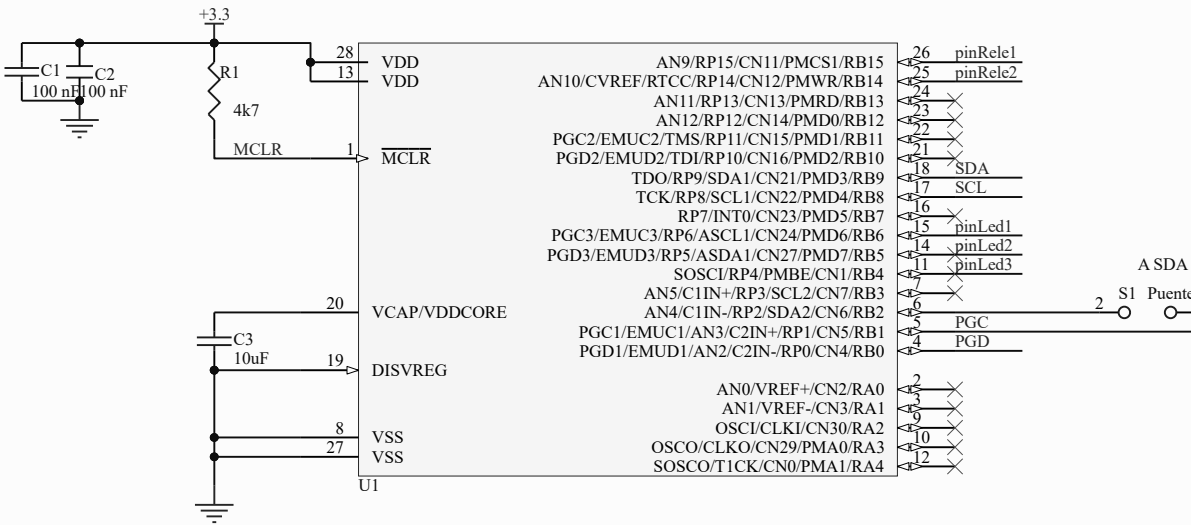 +3.3
C1
100 nF
C2
100 nF
R1
4k7
MCLR
28 VDD
13 VDD
1 MCLR
20 VCAP/VDDCORE
C3
10uF
19 DISVREG
8 VSS
27 VSS
U1
AN9/RP15/CN11/PMCS1/RB15 26 pinRele1
AN10/CVREF/RTCC/RP14/CN12/PMWR/RB14 25 pinRele2
AN11/RP13/CN13/PMRD/RB13 24
AN12/RP12/CN14/PMD0/RB12 23
PGC2/EMUC2/TMS/RP11/CN15/PMD1/RB11 22
PGD2/EMUD2/TDI/RP10/CN16/PMD2/RB10 21
TDO/RP9/SDA1/CN21/PMD3/RB9 18 SDA
TCK/RP8/SCL1/CN22/PMD4/RB8 17 SCL
RP7/INT0/CN23/PMD5/RB7 16
PGC3/EMUC3/RP6/ASCL1/CN24/PMD6/RB6 15 pinLed1
PGD3/EMUD3/RP5/ASDA1/CN27/PMD7/RB5 14 pinLed2
SOSCI/RP4/PMBE/CN1/RB4 11 pinLed3
AN5/C1IN+/RP3/SCL2/CN7/RB3 7
AN4/C1IN-/RP2/SDA2/CN6/RB2 6
PGC1/EMUC1/AN3/C2IN+/RP1/CN5/RB1 5 PGC
PGD1/EMUD1/AN2/C2IN-/RP0/CN4/RB0 4 PGD
AN0/VREF+/CN2/RA0 2
AN1/VREF-/CN3/RA1 3
OSCI/CLKI/CN30/RA2 9
OSCO/CLKO/CN29/PMA0/RA3 10
SOSCO/T1CK/CN0/PMA1/RA4 12
A SDA
2 S1 Puente